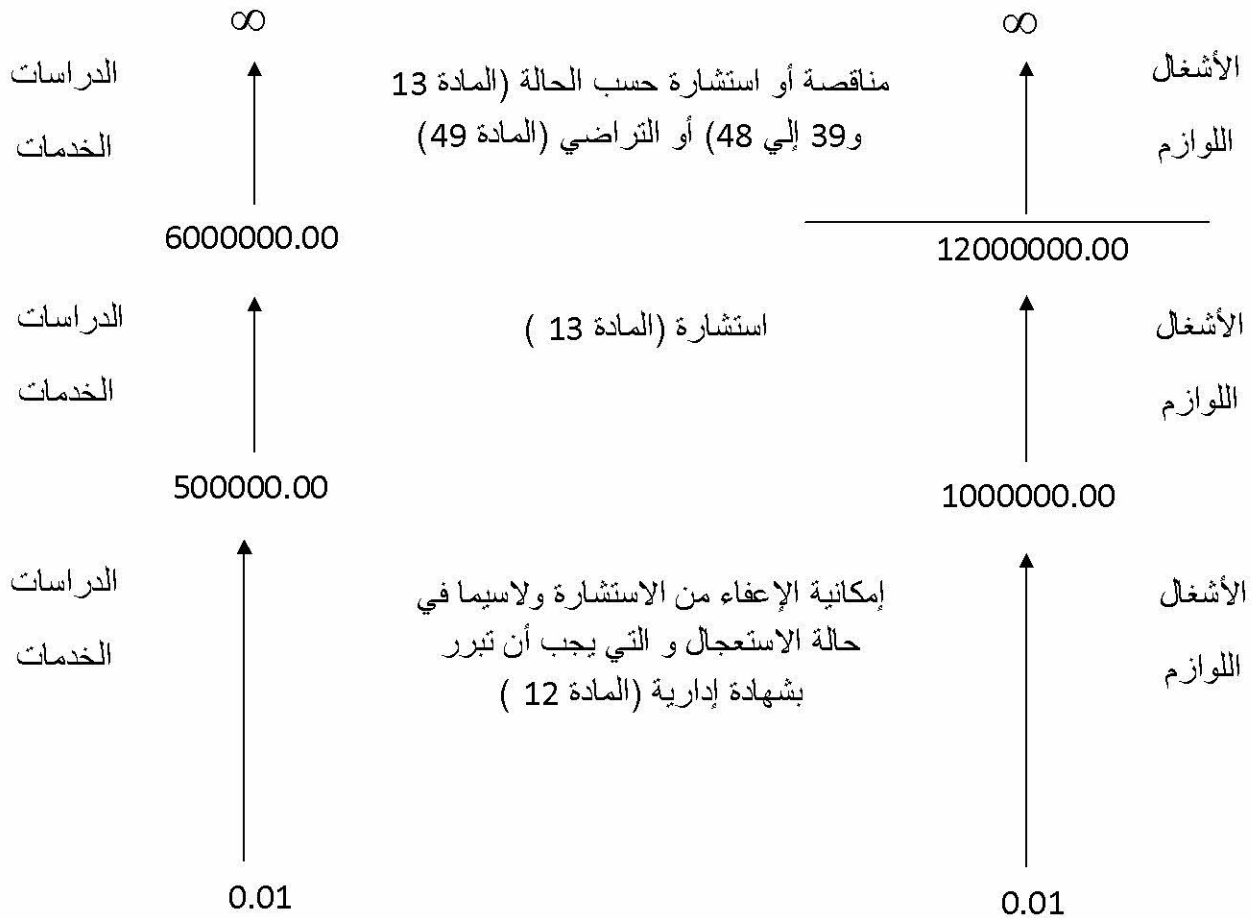 ∞
∞
الأشغال
مناقصة أو استشارة حسب الحالة (المادة 13
الدراسات
اللوازم
و39 إلي 48) أو التراضي (المادة 49)
الخدمات
12000000.00
6000000.00
الأشغال
استشارة (المادة 13 )
الدراسات
اللوازم
الخدمات
1000000.00
500000.00
الأشغال
إمكانية الإعفاء من الاستشارة ولاسيما في
الدراسات
اللوازم
حالة الاستعجال و التي يجب أن تبرر
الخدمات
بشهادة إدارية (المادة 12 )
0.01
0.01